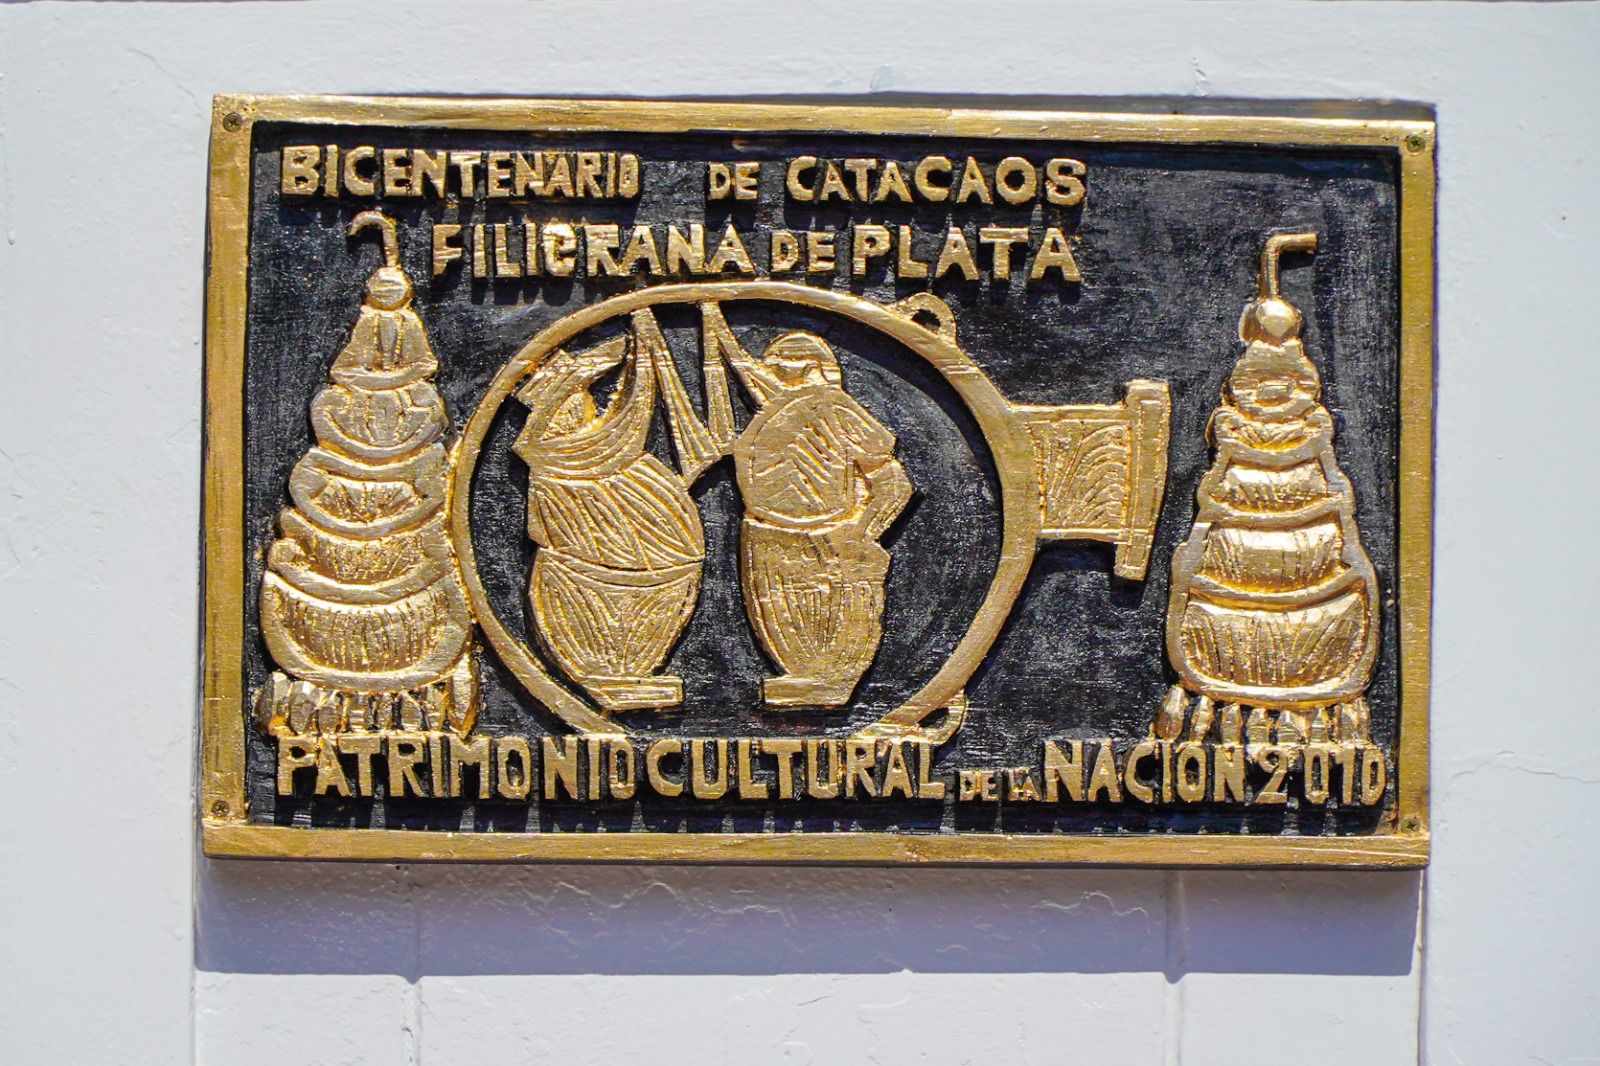 BICENTENARIO DE CATACAOS
FILIGRANA DE PLATA
PATRIMONIO CULTURAL DE LA NACION 2010